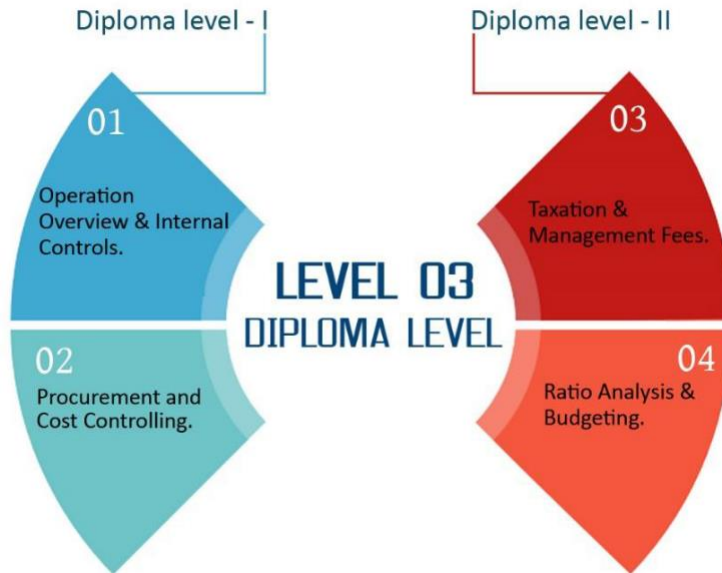 Diploma level - I
Diploma level - II
01
Operation
Overview & Internal
Controls.
02
Procurement and
Cost Controlling.
LEVEL 03
DIPLOMA LEVEL
03
Taxation &
Management Fees.
04
Ratio Analysis &
Budgeting.